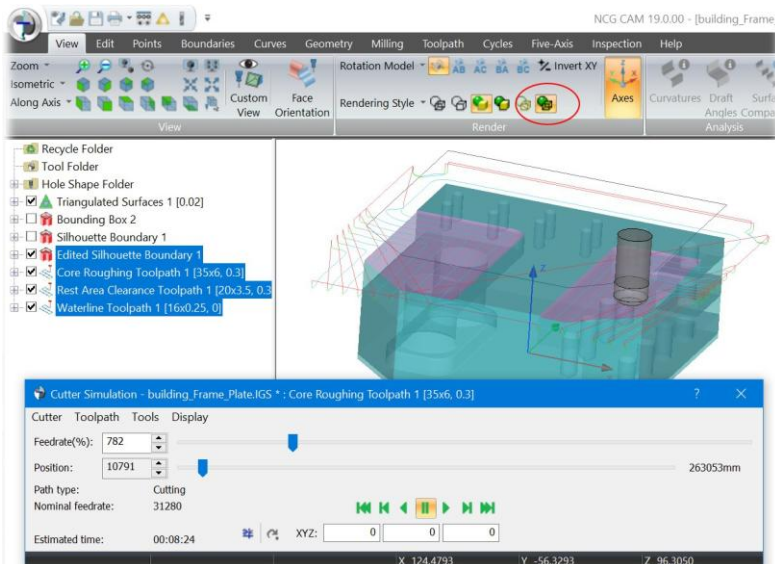 NCG CAM 19.0.00 - [building_Frame
View Edit Points Boundaries Curves Geometry Milling Toolpath Cycles Five-Axis Inspection Help
Zoom
Isometric
Along Axis
Custom View
Face Orientation
View
Rotation Model AB AC BA BC Invert XY
Rendering Style
Render
Axes
Curvatures
Draft Angles
Surf
Compa
Analysis
Recycle Folder
Tool Folder
Hole Shape Folder
Triangulated Surfaces 1 [0.02]
Bounding Box 2
Silhouette Boundary 1
Edited Silhouette Boundary 1
Core Roughing Toolpath 1 [35x6, 0.3]
Rest Area Clearance Toolpath 1 [20x3.5, 0.3
Waterline Toolpath 1 [16x0.25, 0]
Z
Cutter Simulation - building_Frame_Plate.IGS * : Core Roughing Toolpath 1 [35x6, 0.3]
Cutter Toolpath Tools Display
Feedrate(%): 782
Position: 10791 263053mm
Path type: Cutting
Nominal feedrate: 31280
Estimated time: 00:08:24 XYZ: 0 0 0
X 124.4793 Y -56.3293 Z 96.3050